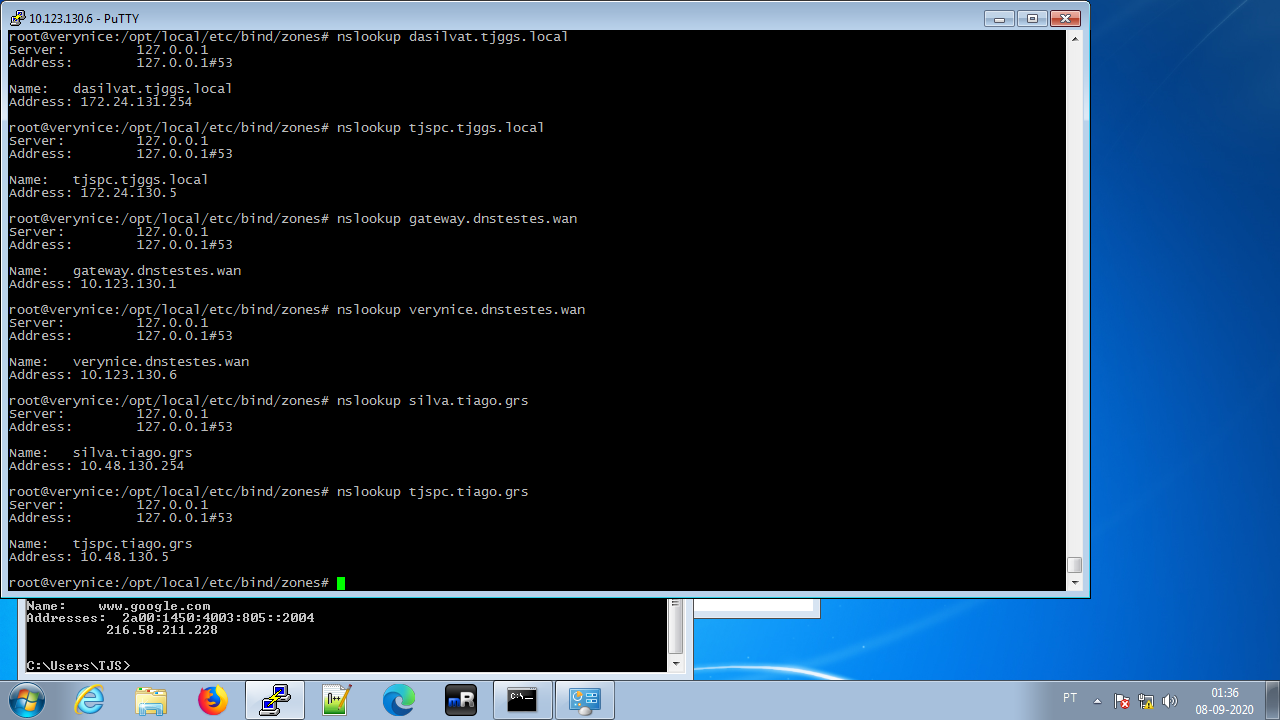 10.123.130.6 - PuTTY
root@verynice:/opt/local/etc/bind/zones# nslookup dasilvat.tjggs.local
Server:         127.0.0.1
Address:        127.0.0.1#53
Name:   dasilvat.tjggs.local
Address: 172.24.131.254
root@verynice:/opt/local/etc/bind/zones# nslookup tjspc.tjggs.local
Server:         127.0.0.1
Address:        127.0.0.1#53
Name:   tjspc.tjggs.local
Address: 172.24.130.5
root@verynice:/opt/local/etc/bind/zones# nslookup gateway.dnstestes.wan
Server:         127.0.0.1
Address:        127.0.0.1#53
Name:   gateway.dnstestes.wan
Address: 10.123.130.1
root@verynice:/opt/local/etc/bind/zones# nslookup verynice.dnstestes.wan
Server:         127.0.0.1
Address:        127.0.0.1#53
Name:   verynice.dnstestes.wan
Address: 10.123.130.6
root@verynice:/opt/local/etc/bind/zones# nslookup silva.tiago.grs
Server:         127.0.0.1
Address:        127.0.0.1#53
Name:   silva.tiago.grs
Address: 10.48.130.254
root@verynice:/opt/local/etc/bind/zones# nslookup tjspc.tiago.grs
Server:         127.0.0.1
Address:        127.0.0.1#53
Name:   tjspc.tiago.grs
Address: 10.48.130.5
root@verynice:/opt/local/etc/bind/zones#
Name:    www.google.com
Addresses:  2a00:1450:4003:805::2004
216.58.211.228
C:\Users\TJS>
mR
C:\
PT
01:36
08-09-2020